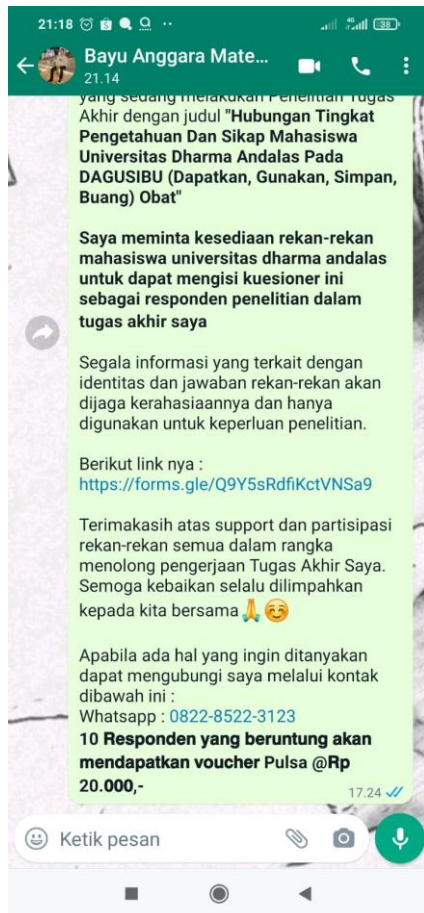 21:18
38
Bayu Anggara Mate...
21.14
yang sedang melakukan Penelitian Tugas
Akhir dengan judul "Hubungan Tingkat
Pengetahuan Dan Sikap Mahasiswa
Universitas Dharma Andalas Pada
DAGUSIBU (Dapatkan, Gunakan, Simpan,
Buang) Obat"
Saya meminta kesediaan rekan-rekan
mahasiswa universitas dharma andalas
untuk dapat mengisi kuesioner ini
sebagai responden penelitian dalam
tugas akhir saya
Segala informasi yang terkait dengan
identitas dan jawaban rekan-rekan akan
dijaga kerahasiaannya dan hanya
digunakan untuk keperluan penelitian.
Berikut link nya :
https://forms.gle/Q9Y5sRdfiKctVNSa9
Terimakasih atas support dan partisipasi
rekan-rekan semua dalam rangka
menolong pengerjaan Tugas Akhir Saya.
Semoga kebaikan selalu dilimpahkan
kepada kita bersama🙏☺️
Apabila ada hal yang ingin ditanyakan
dapat mengubungi saya melalui kontak
dibawah ini :
Whatsapp : 0822-8522-3123
10 Responden yang beruntung akan
mendapatkan voucher Pulsa @Rp
20.000,-
17.24
Ketik pesan